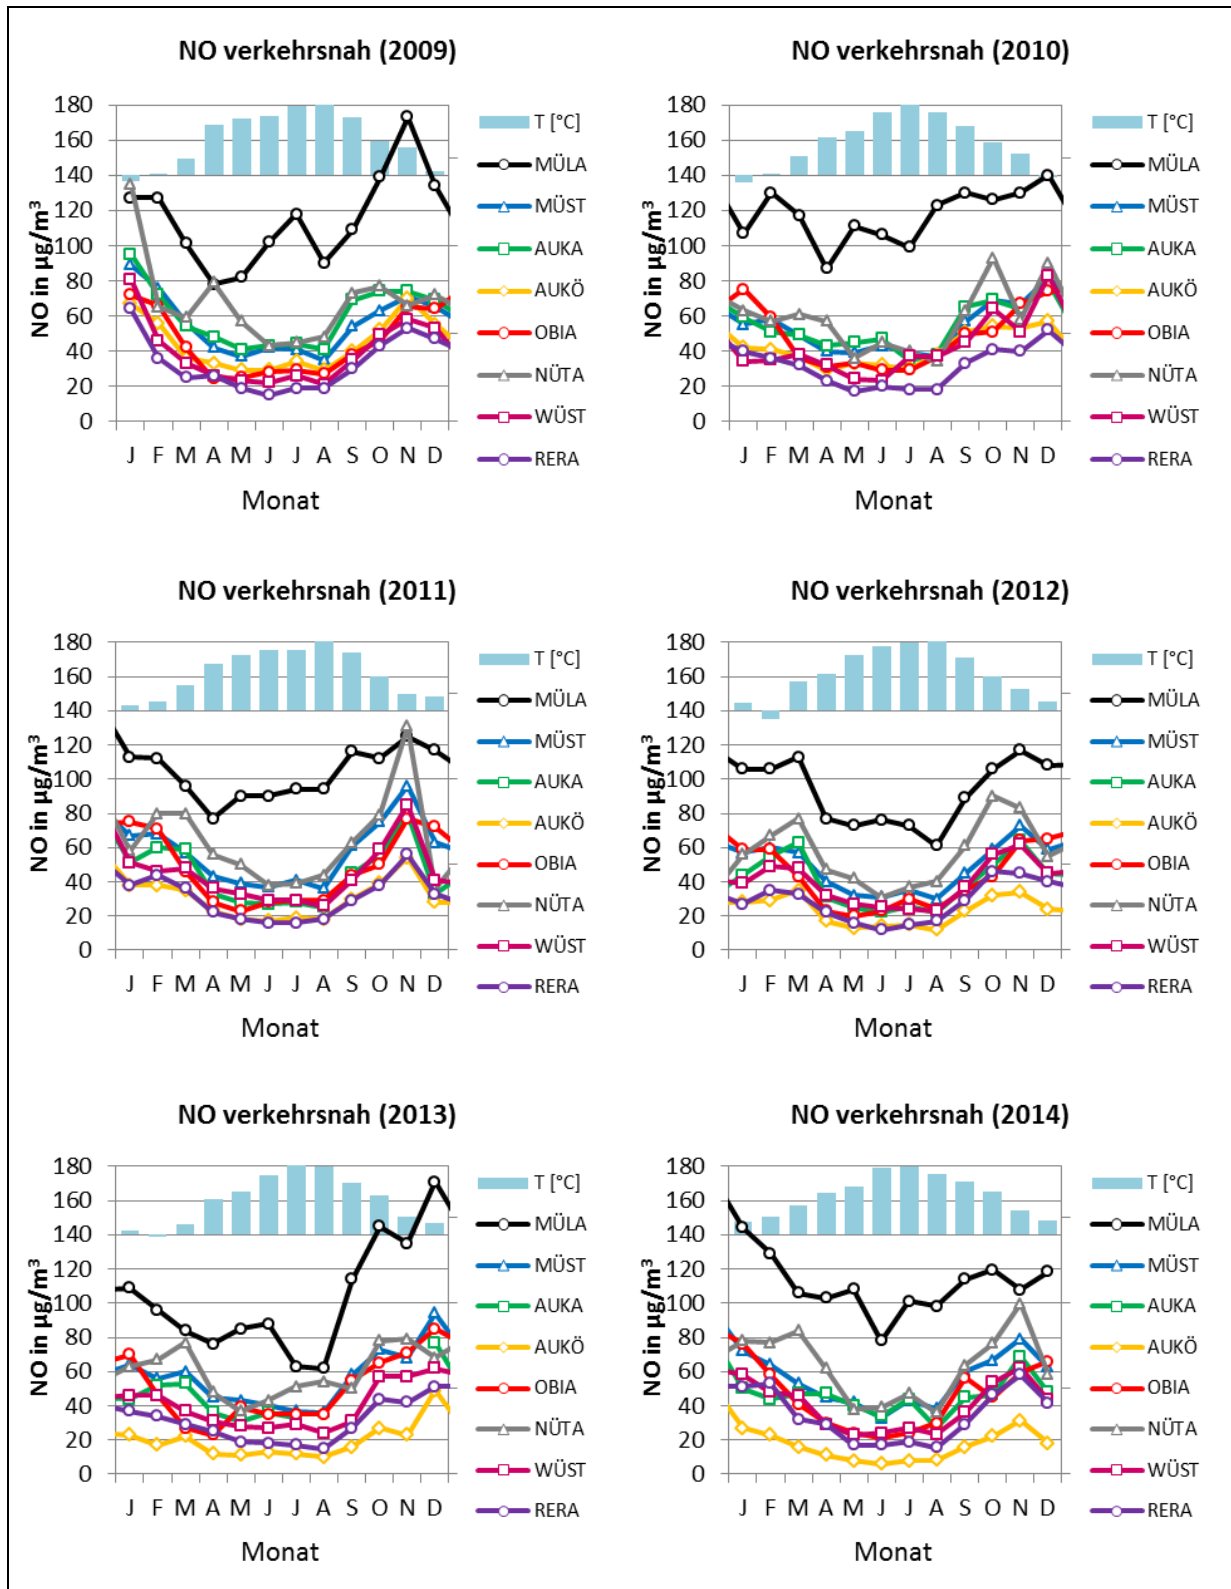 NO verkehrsnah (2009)
NO in µg/m³
180
160
140
120
100
80
60
40
20
0
J F M A M J J A S O N D
Monat
T [°C]
MÜLA
MÜST
AUKA
AUKÖ
OBIA
NÜTA
WÜST
RERA
NO verkehrsnah (2010)
NO in µg/m³
180
160
140
120
100
80
60
40
20
0
J F M A M J J A S O N D
Monat
T [°C]
MÜLA
MÜST
AUKA
AUKÖ
OBIA
NÜTA
WÜST
RERA
NO verkehrsnah (2011)
NO in µg/m³
180
160
140
120
100
80
60
40
20
0
J F M A M J J A S O N D
Monat
T [°C]
MÜLA
MÜST
AUKA
AUKÖ
OBIA
NÜTA
WÜST
RERA
NO verkehrsnah (2012)
NO in µg/m³
180
160
140
120
100
80
60
40
20
0
J F M A M J J A S O N D
Monat
T [°C]
MÜLA
MÜST
AUKA
AUKÖ
OBIA
NÜTA
WÜST
RERA
NO verkehrsnah (2013)
NO in µg/m³
180
160
140
120
100
80
60
40
20
0
J F M A M J J A S O N D
Monat
T [°C]
MÜLA
MÜST
AUKA
AUKÖ
OBIA
NÜTA
WÜST
RERA
NO verkehrsnah (2014)
NO in µg/m³
180
160
140
120
100
80
60
40
20
0
J F M A M J J A S O N D
Monat
T [°C]
MÜLA
MÜST
AUKA
AUKÖ
OBIA
NÜTA
WÜST
RERA